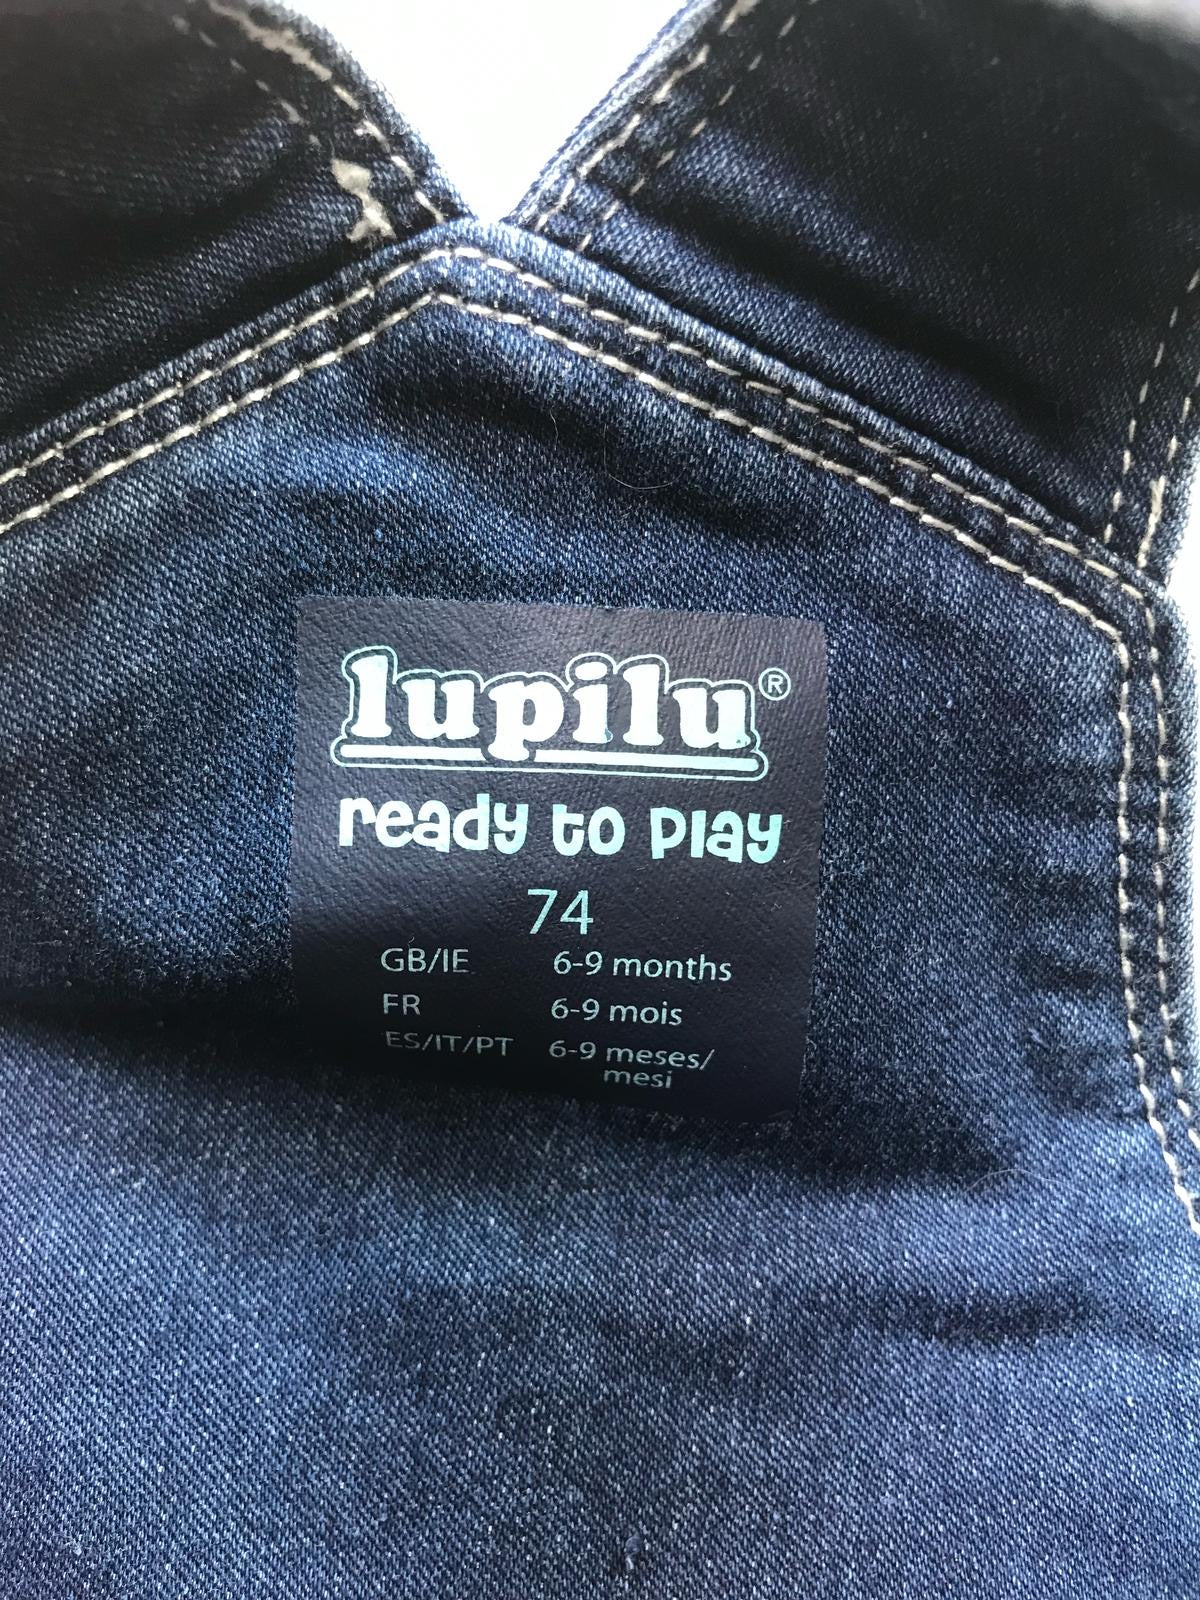 lupilu®
ready to play
74
GB/IE 6-9 months
FR 6-9 mois
ES/IT/PT 6-9 meses/
mesi